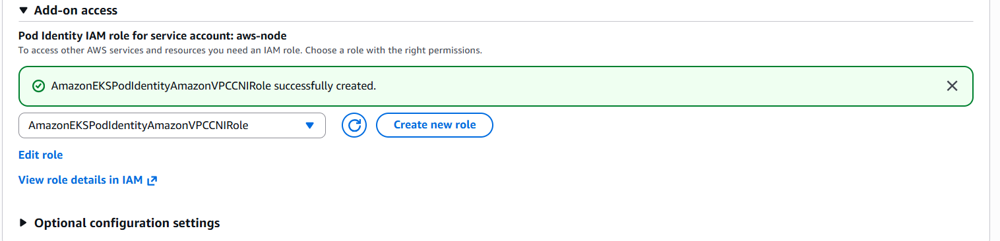 Add-on access
Pod Identity IAM role for service account: aws-node
To access other AWS services and resources you need an IAM role. Choose a role with the right permissions.
AmazonEKSPodIdentityAmazonVPCCNIRole successfully created.
AmazonEKSPodIdentityAmazonVPCCNIRole
Create new role
Edit role
View role details in IAM
Optional configuration settings